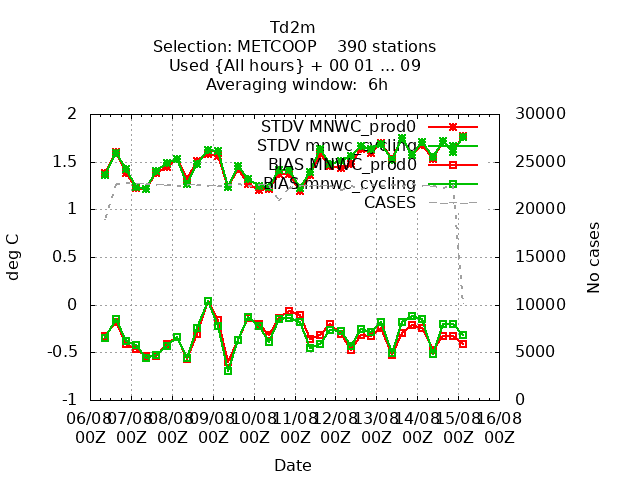 Td2m
Selection: METCOOP    390 stations
Used {All hours} + 00 01 ... 09
Averaging window:  6h
2
1.5
1
0.5
0
-0.5
-1
deg C
30000
25000
20000
15000
10000
5000
0
No cases
STDV MNWC_prod0
STDV mnwc_cycling
BIAS MNWC_prod0
BIAS mnwc_cycling
CASES
06/08 07/08 08/08 09/08 10/08 11/08 12/08 13/08 14/08 15/08 16/08
00Z 00Z 00Z 00Z 00Z 00Z 00Z 00Z 00Z 00Z 00Z
Date